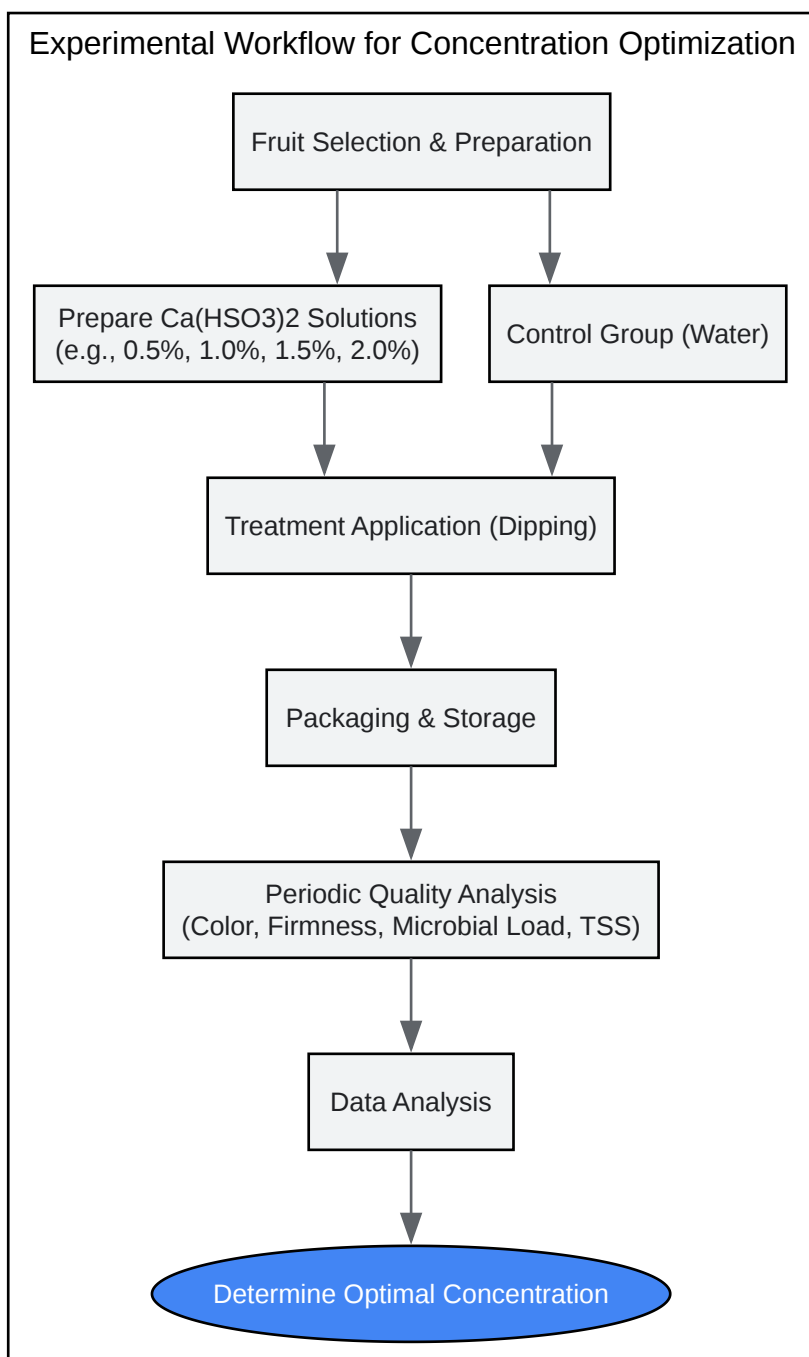 Experimental Workflow for Concentration Optimization
Fruit Selection & Preparation
Prepare Ca(HSO3)2 Solutions
(e.g., 0.5%, 1.0%, 1.5%, 2.0%)
Control Group (Water)
Treatment Application (Dipping)
Packaging & Storage
Periodic Quality Analysis
(Color, Firmness, Microbial Load, TSS)
Data Analysis
Determine Optimal Concentration